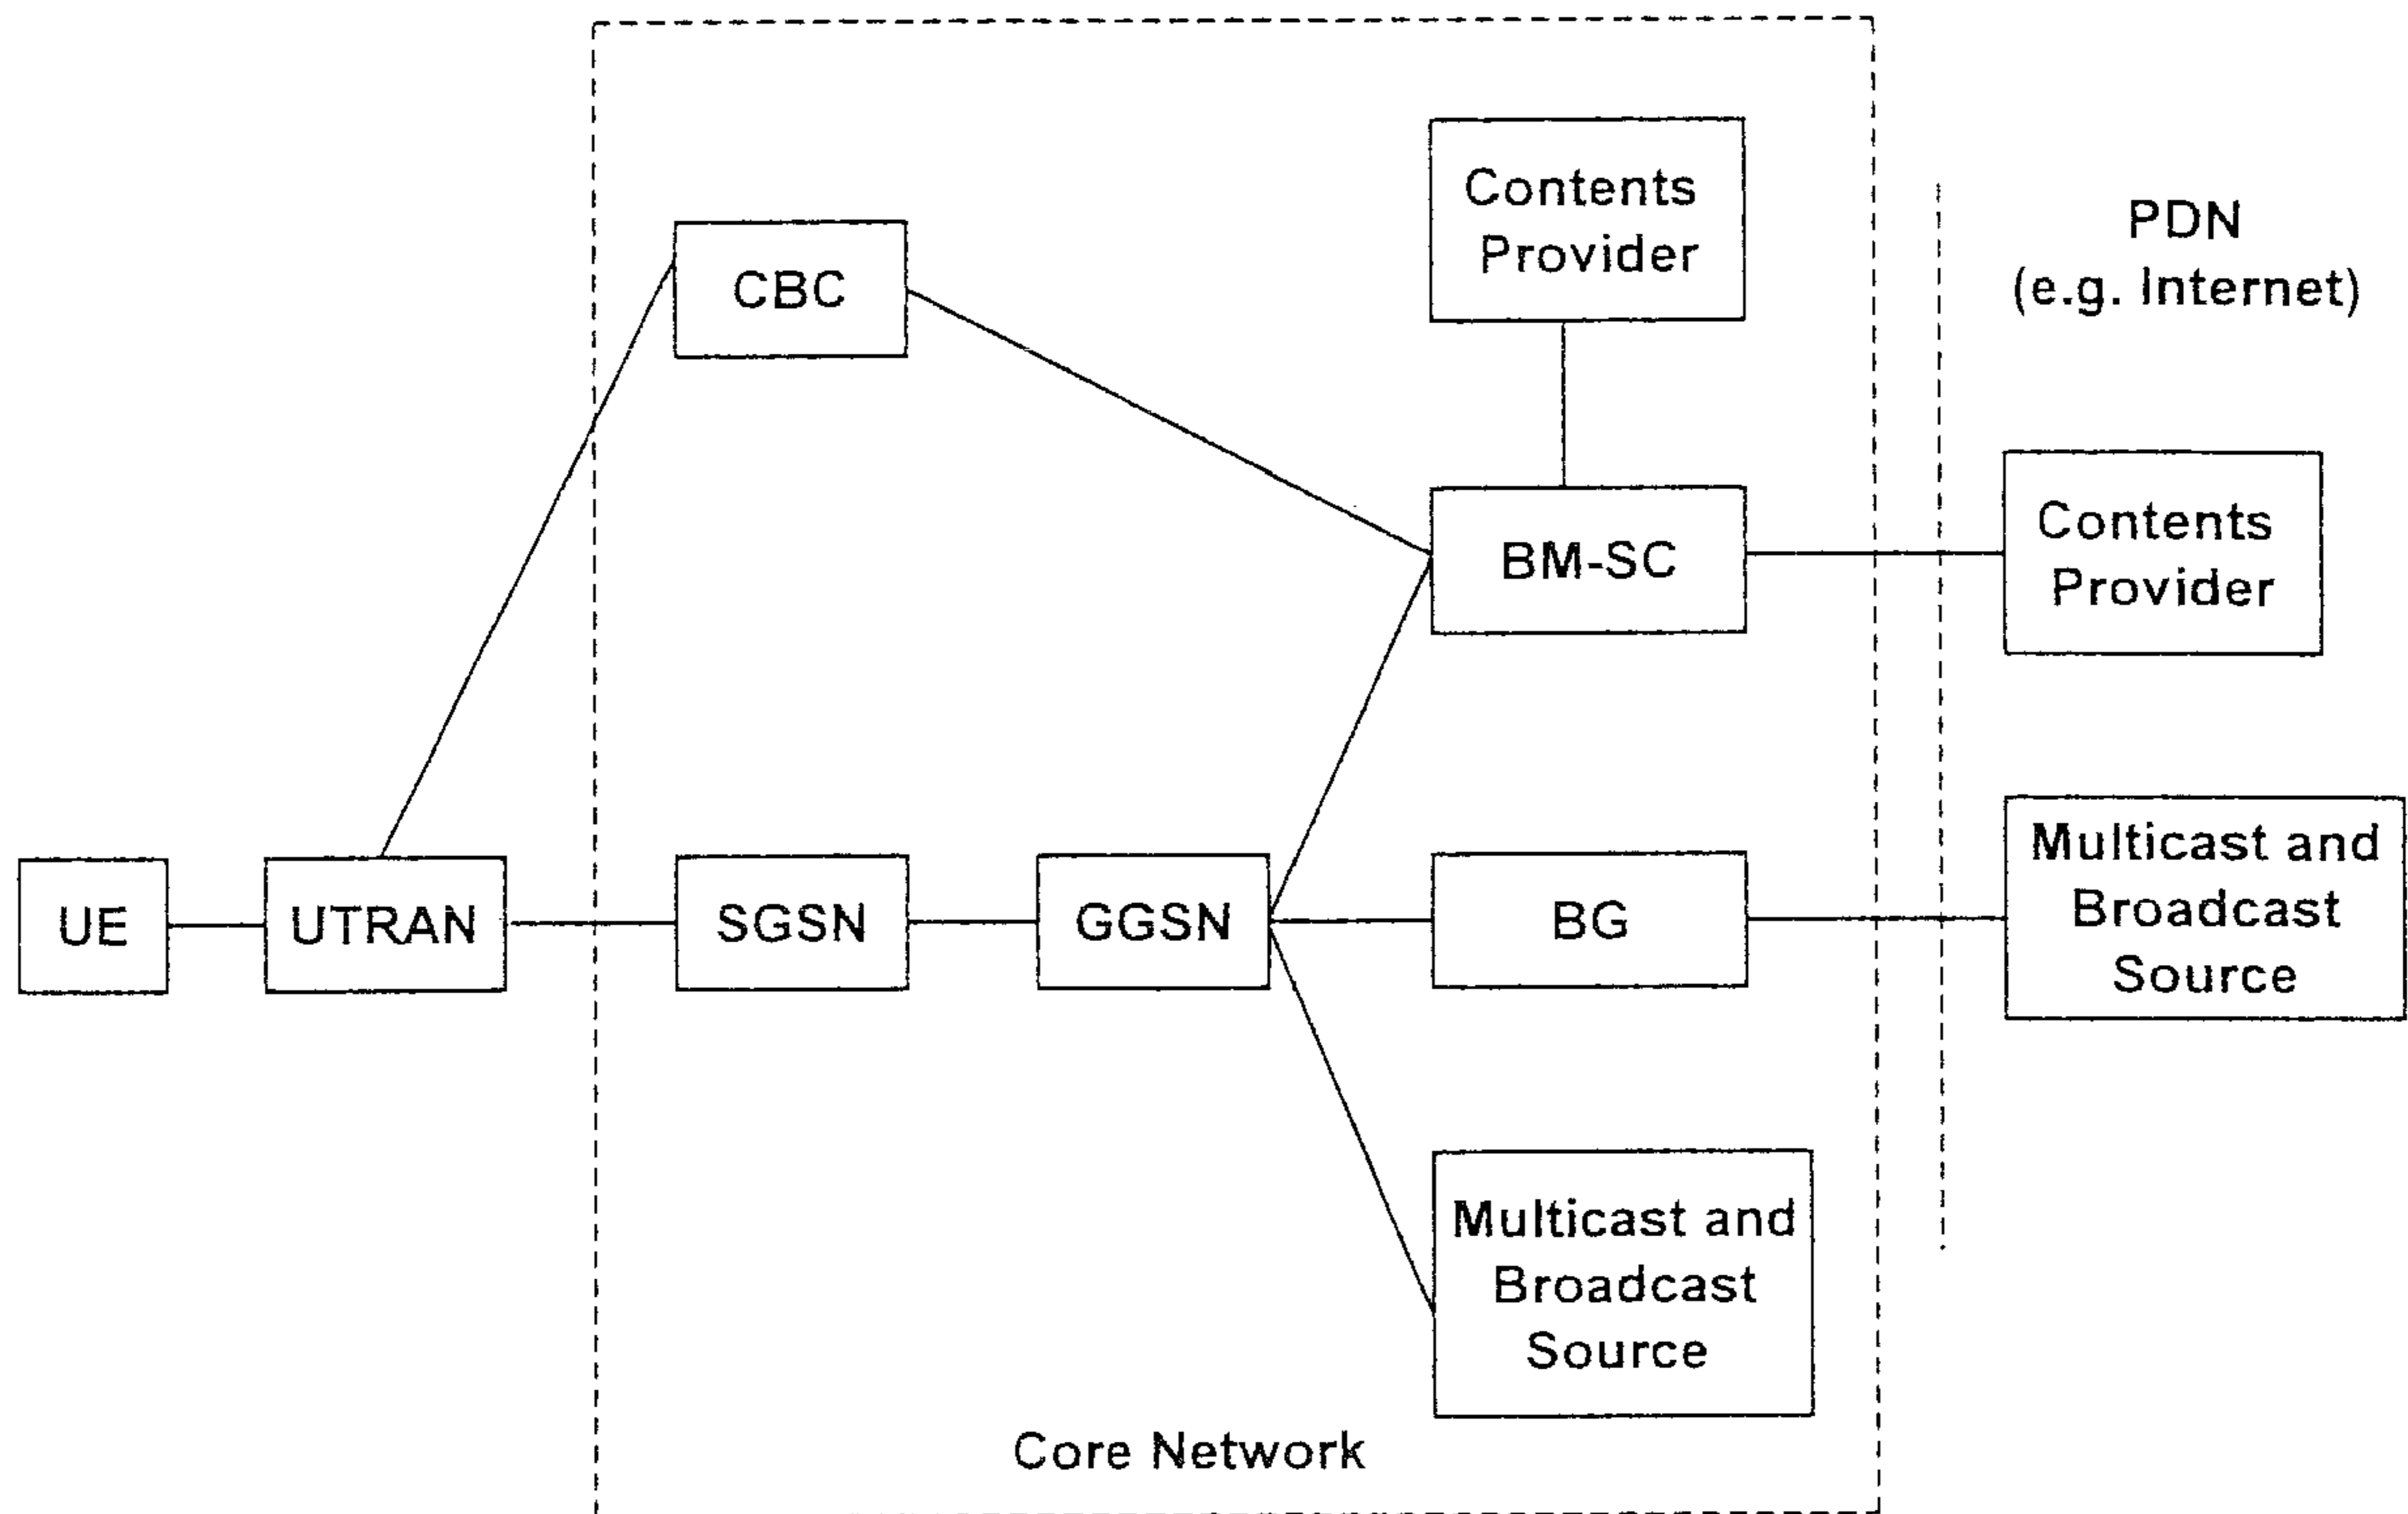 Contents
Provider
PDN
(e.g. Internet)
CBC
Contents
Provider
BM-SC
UE
UTRAN
SGSN
GGSN
BG
Multicast and
Broadcast
Source
Multicast and
Broadcast
Source
Core Network